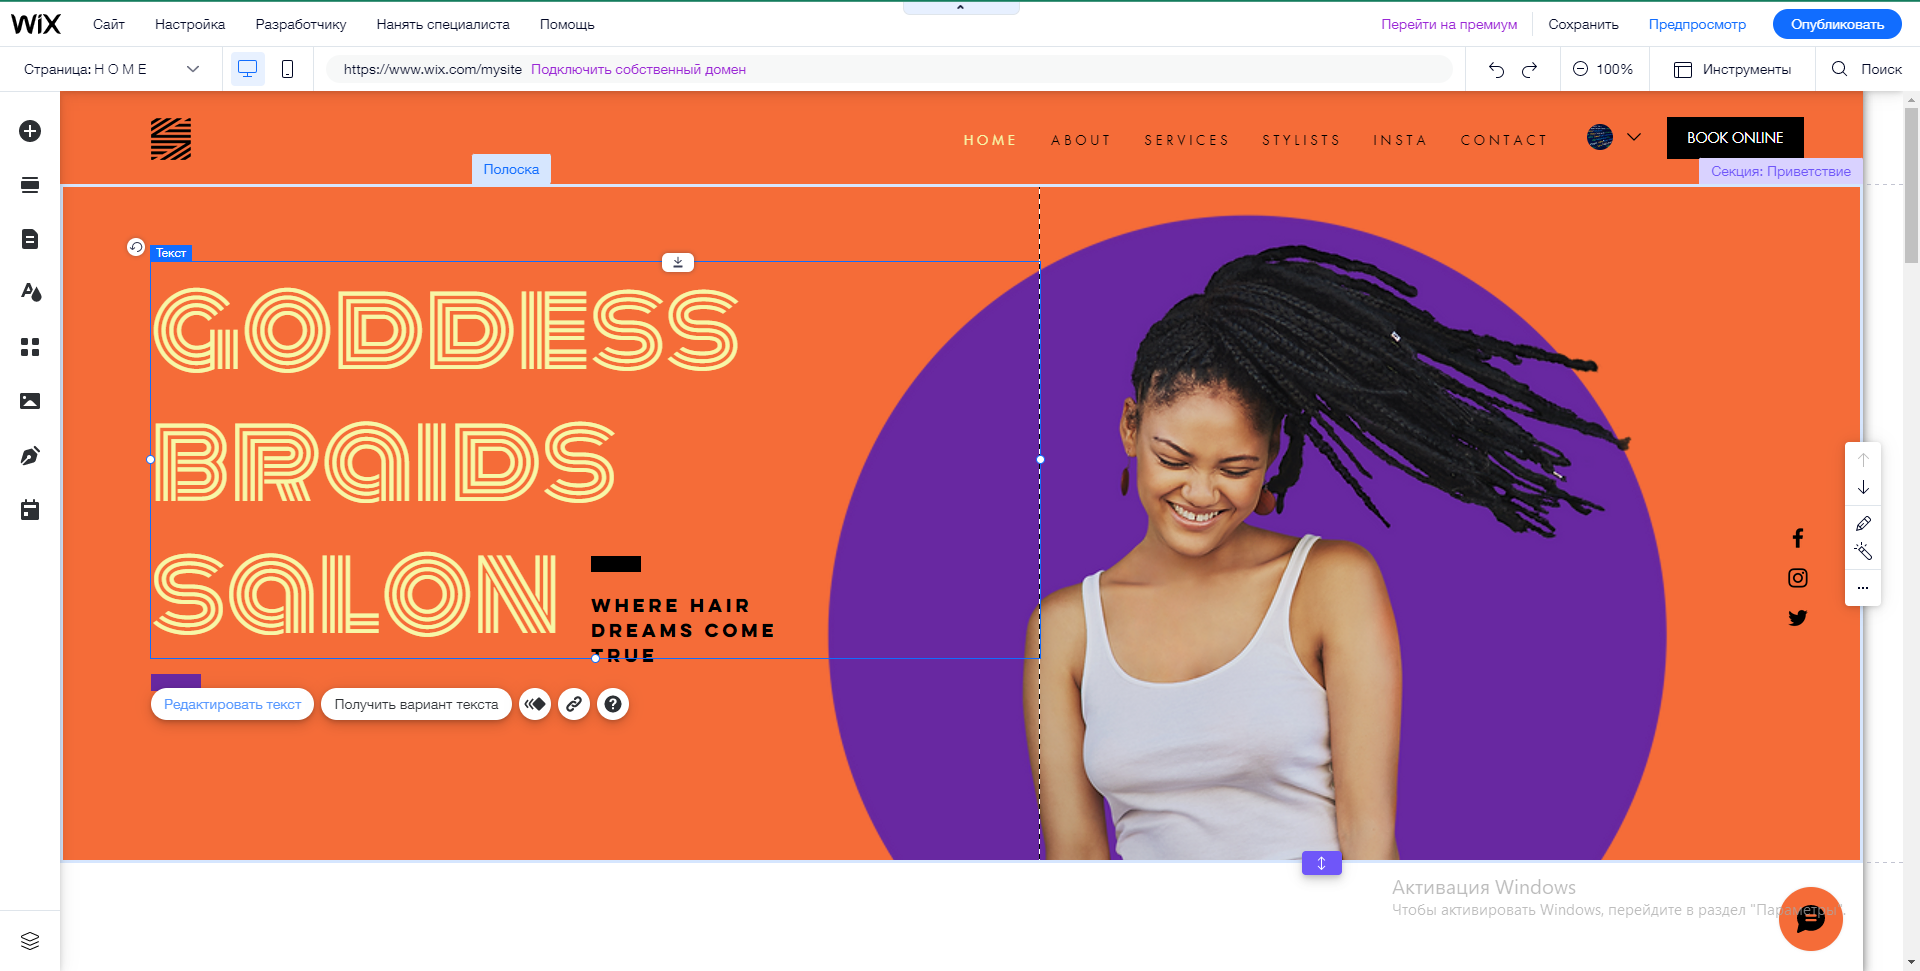 WiX Сайт Настройка Разработчику Нанять специалиста Помощь Перейти на премиум Сохранить Предпросмотр Опубликовать
Страница: H O M E https://www.wix.com/mysite Подключить собственный домен 100% Инструменты Поиск
HOME ABOUT SERVICES STYLISTS INSTA CONTACT BOOK ONLINE
Полоска
Секция: Приветствие
Текст
GODDESS
BRAIDS
SALON
WHERE HAIR
DREAMS COME
TRUE
Редактировать текст Получить вариант текста
Активация Windows
Чтобы активировать Windows, перейдите в раздел "Параметры".